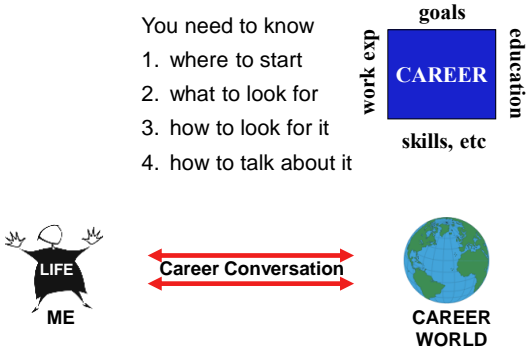 You need to know
1. where to start
2. what to look for
3. how to look for it
4. how to talk about it
goals
work exp
CAREER
education
skills, etc
LIFE
ME
Career Conversation
CAREER
WORLD